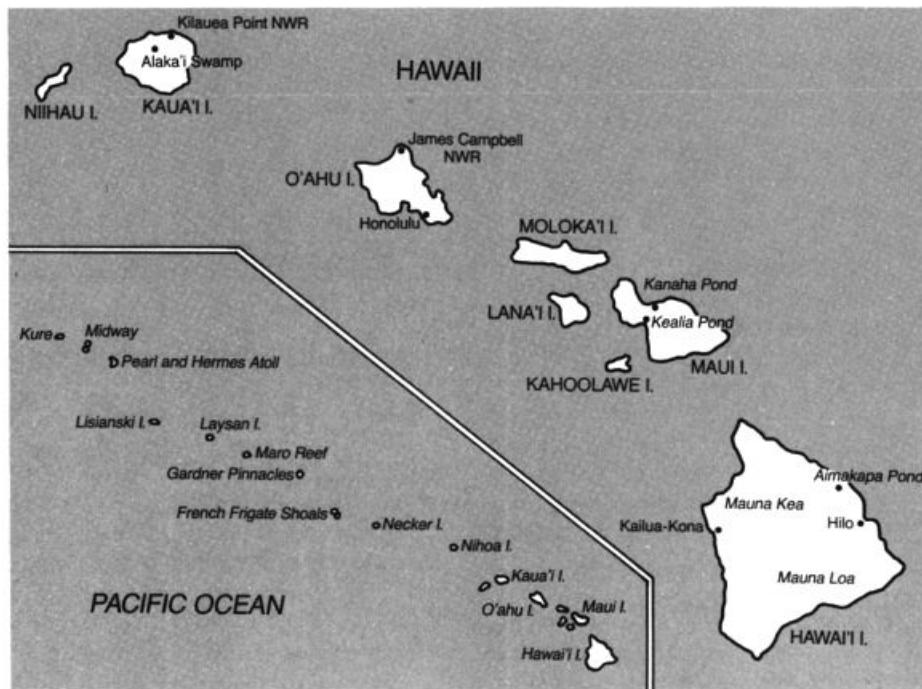 Kilauea Point NWR
Alaka'i Swamp
HAWAII
NIIHAU I.
KAUA'I I.
James Campbell
NWR
O'AHU I.
Honolulu
MOLOKA'I I.
Kanaha Pond
LANA'I I.
Kealia Pond
KAHOOLAWE I.
MAUI I.
Kure
Midway
Pearl and Hermes Atoll
Lisianski I.
Laysan I.
Maro Reef
Gardner Pinnacles
French Frigate Shoals
Necker I.
Nihoa I.
Kaua'i I.
O'ahu I.
Maui I.
Hawai'i I.
PACIFIC OCEAN
Aimakapa Pond
Mauna Kea
Kailua-Kona
Hilo
Mauna Loa
HAWAI'I I.